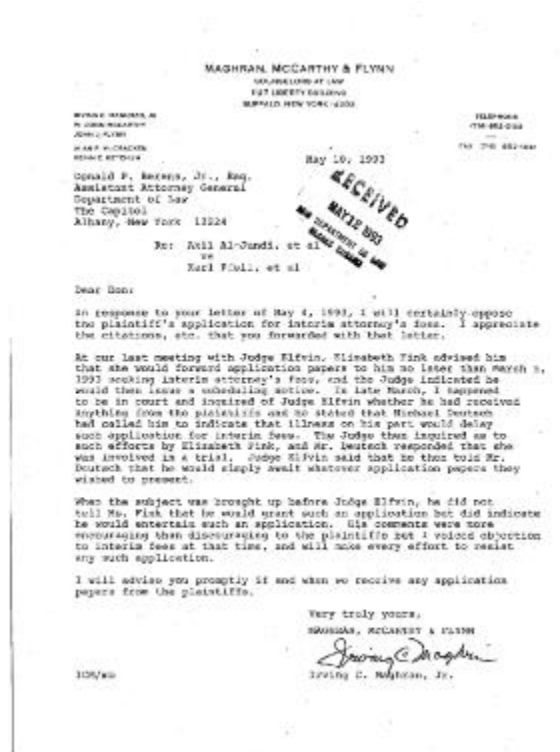 MAGHRAN, MCCARTHY & FLYNN
COUNSELORS AT LAW
LIBERTY BUILDING
BUFFALO, NEW YORK
TELEPHONE
May 10, 1993
Donald P. Berens, Jr., Esq.
Assistant Attorney General
Department of Law
The Capitol
Albany, New York 12224
RECEIVED
MAY 12 1993
DEPARTMENT OF LAW
Re: Akil Al-Jundi, et al
vs
Karl Pfeil, et al
Dear Don:
In response to your letter of May 4, 1993, I will certainly oppose
the plaintiff's application for interim attorney's fees. I appreciate
the citations, etc. that you forwarded with that letter.
At our last meeting with Judge Elfvin, Elizabeth Fink advised him
that she would forward application papers to him no later than March
1993 seeking interim attorney's fees, and the Judge indicated he
would then issue a scheduling notice. In late March, I happened
to be in court and inquired of Judge Elfvin whether he had received
anything from the plaintiffs and he stated that Michael Deutsch
had called him to indicate that illness on his part would delay
such application for interim fees. The Judge then inquired as to
such efforts by Elizabeth Fink, and Mr. Deutsch responded that she
was involved in a trial. Judge Elfvin said that he then told Mr.
Deutsch that he would simply await whatever application papers they
wished to present.
When the subject was brought up before Judge Elfvin, he did not
tell Ms. Fink that he would grant such an application but did indicate
he would entertain such an application. His comments were more
encouraging than discouraging to the plaintiffs but I voiced objection
to interim fees at that time, and will make every effort to resist
any such application.
I will advise you promptly if and when we receive any application
papers from the plaintiffs.
Very truly yours,
MAGHRAN, MCCARTHY & FLYNN
Irving C. Maghran
Irving C. Maghran, Jr.